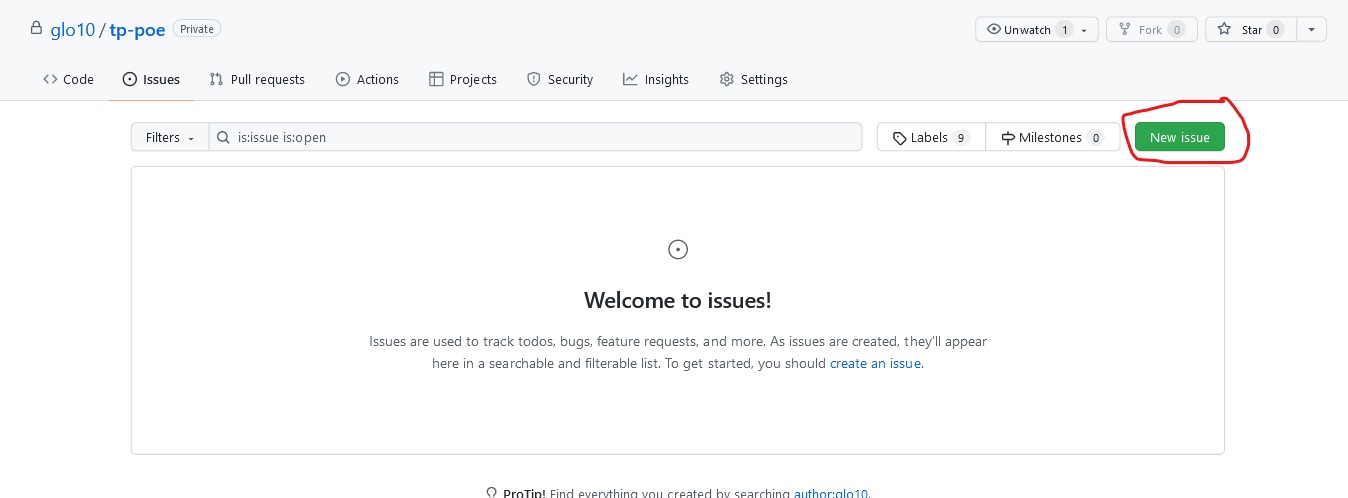 glo10 / tp-poe Private Unwatch 1 Fork 0 Star 0
Code Issues Pull requests Actions Projects Security Insights Settings
Filters is:issue is:open Labels 9 Milestones 0 New issue
Welcome to issues!
Issues are used to track todos, bugs, feature requests, and more. As issues are created, they'll appear
here in a searchable and filterable list. To get started, you should create an issue.
ProTip! Find everything you created by searching author:glo10.